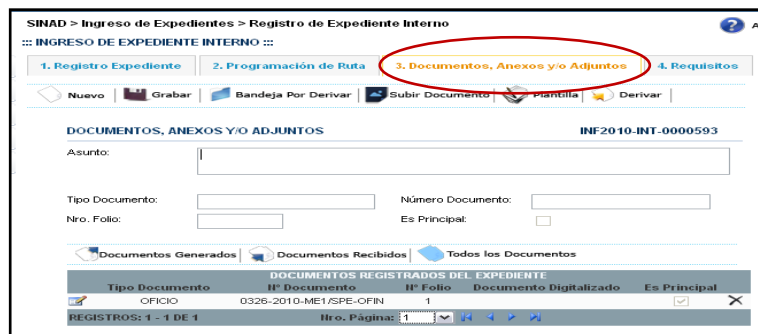 SINAD > Ingreso de Expedientes > Registro de Expediente Interno
::: INGRESO DE EXPEDIENTE INTERNO :::
1. Registro Expediente 2. Programación de Ruta 3. Documentos, Anexos y/o Adjuntos 4. Requisitos
Nuevo Grabar Bandeja Por Derivar Subir Documento Plantilla Derivar
DOCUMENTOS, ANEXOS Y/O ADJUNTOS INF2010-INT-0000593
Asunto:
Tipo Documento: Número Documento:
Nro. Folio: Es Principal:
Documentos Generados Documentos Recibidos Todos los Documentos
DOCUMENTOS REGISTRADOS DEL EXPEDIENTE
Tipo Documento Nº Documento Nº Folio Documento Digitalizado Es Principal
OFICIO 0326-2010-ME1/SPE-OFIN 1
REGISTROS: 1 - 1 DE 1 Nro. Página: 1